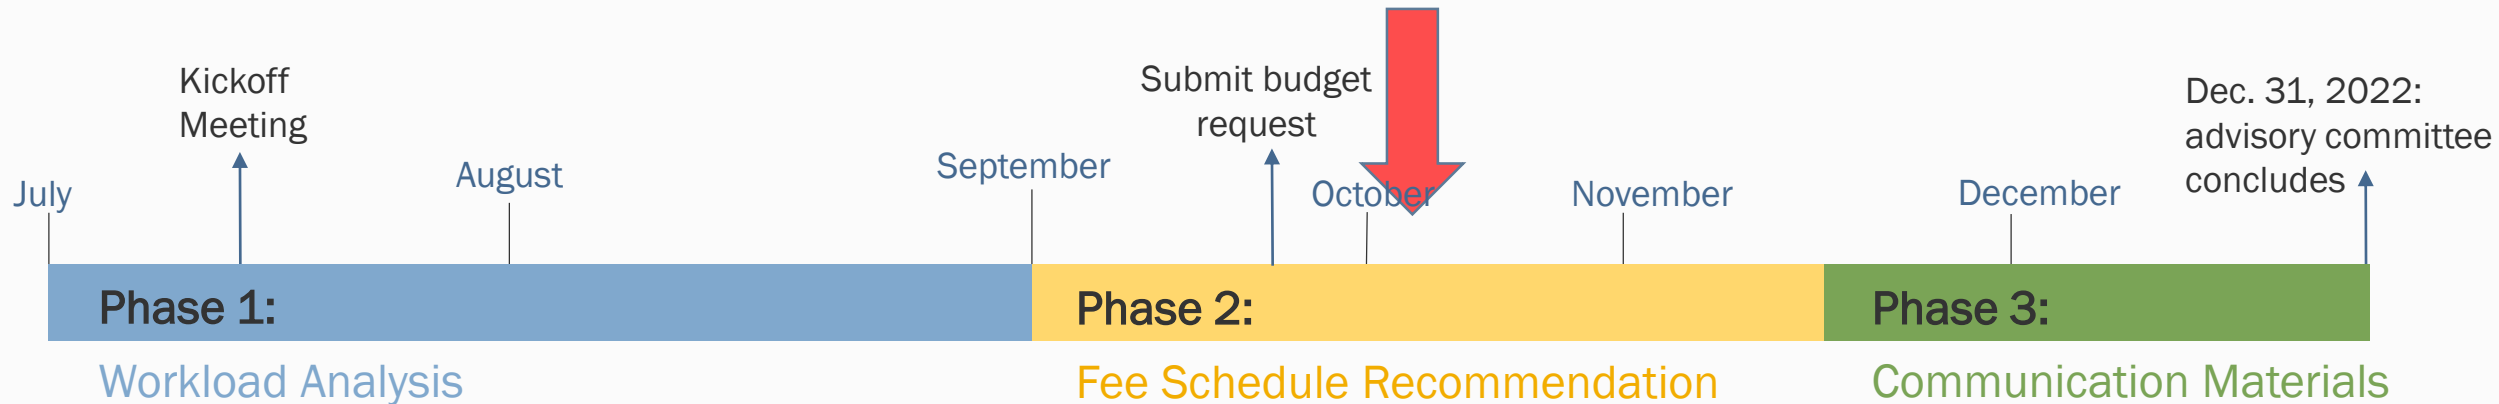 Kickoff
Meeting
Submit budget
request
Dec. 31, 2022:
advisory committee
concludes
July
August
September
October
November
December
Phase 1:
Phase 2:
Phase 3:
Workload Analysis
Fee Schedule Recommendation
Communication Materials